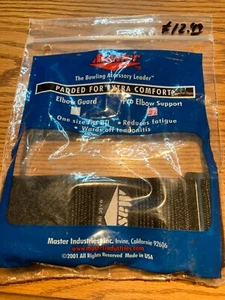 $12.99
Master
The Bowling Accessory Leader
PADDED FOR EXTRA COMFORT
Elbow Guard Pro Elbow Support
One size fits all • Reduces fatigue
• Wards off tendonitis
Master Industries Inc. Irvine, California 92606
www.masterindustries.com
©2001 All Rights Reserved Made in USA